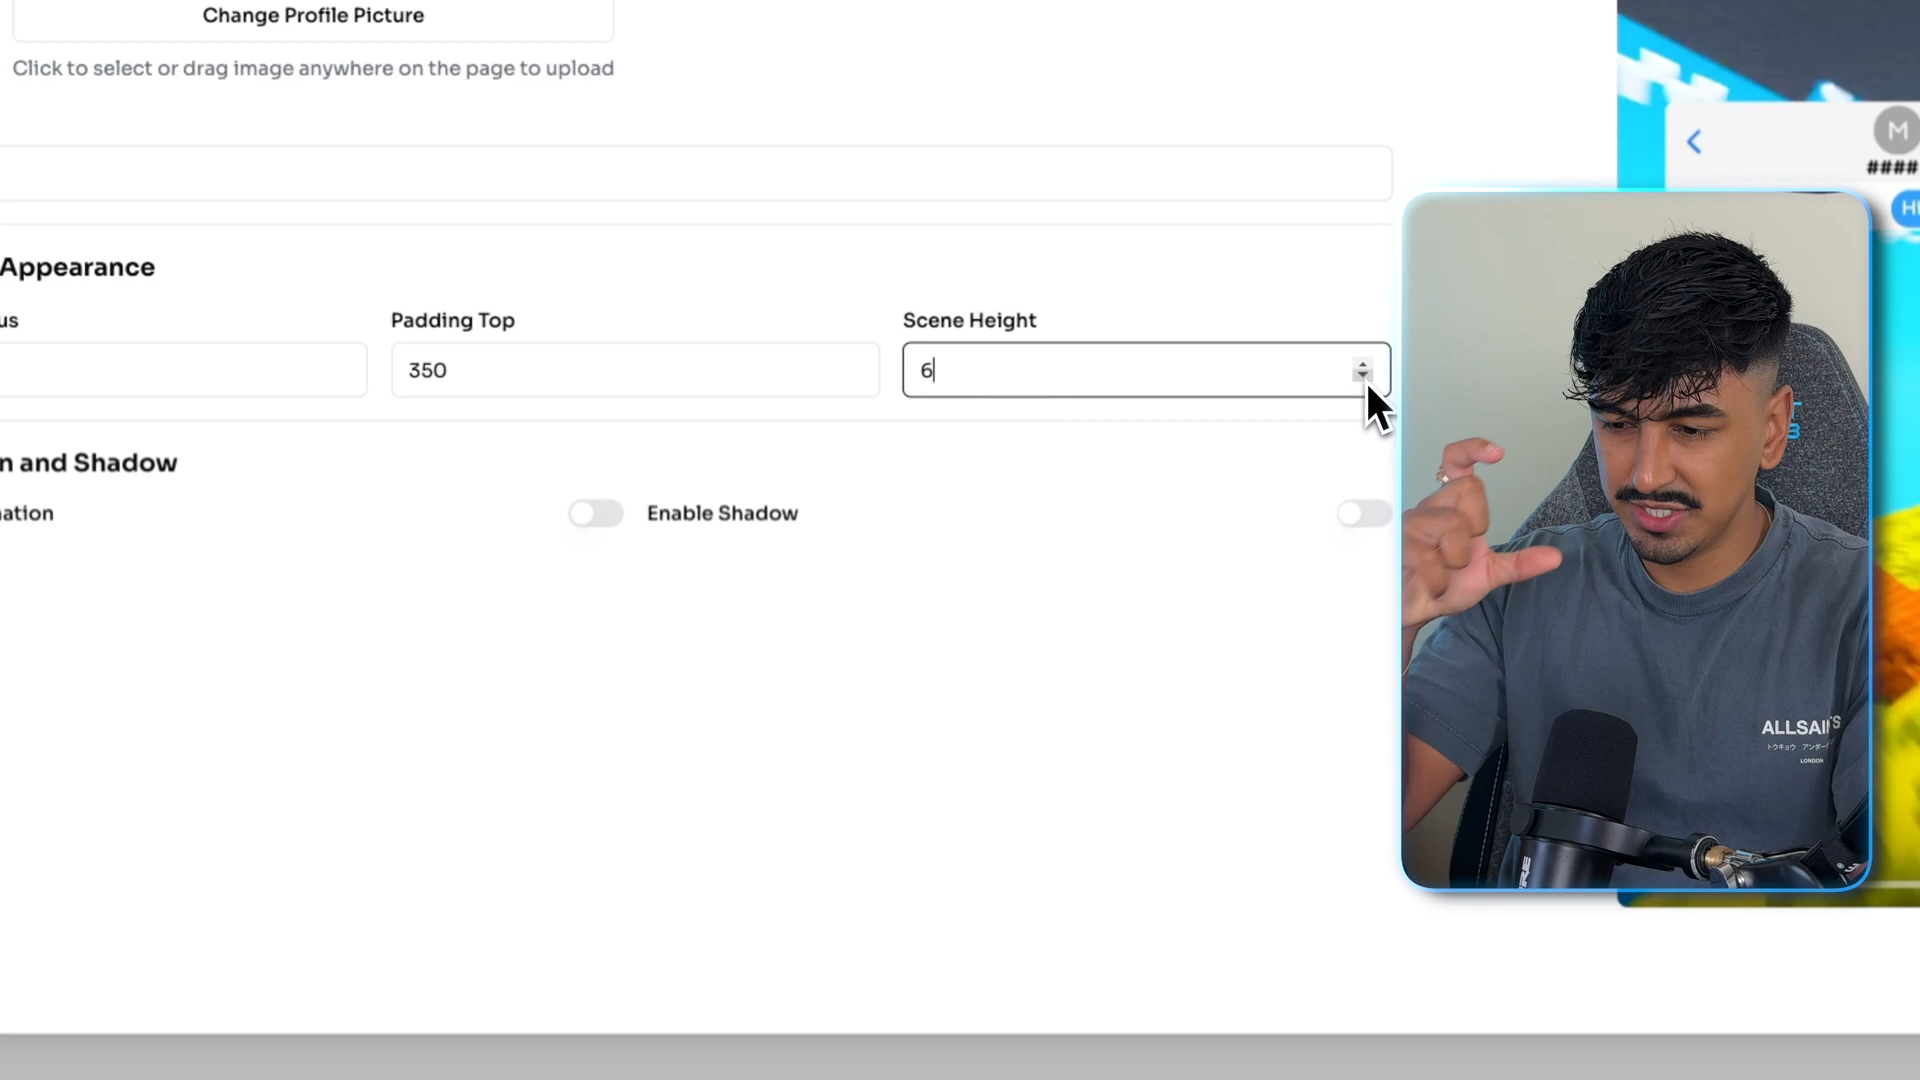 Change Profile Picture
Click to select or drag image anywhere on the page to upload
M
####
Appearance
us
Padding Top
Scene Height
350
6
n and Shadow
ation
Enable Shadow
ALLSAINTS
LONDON